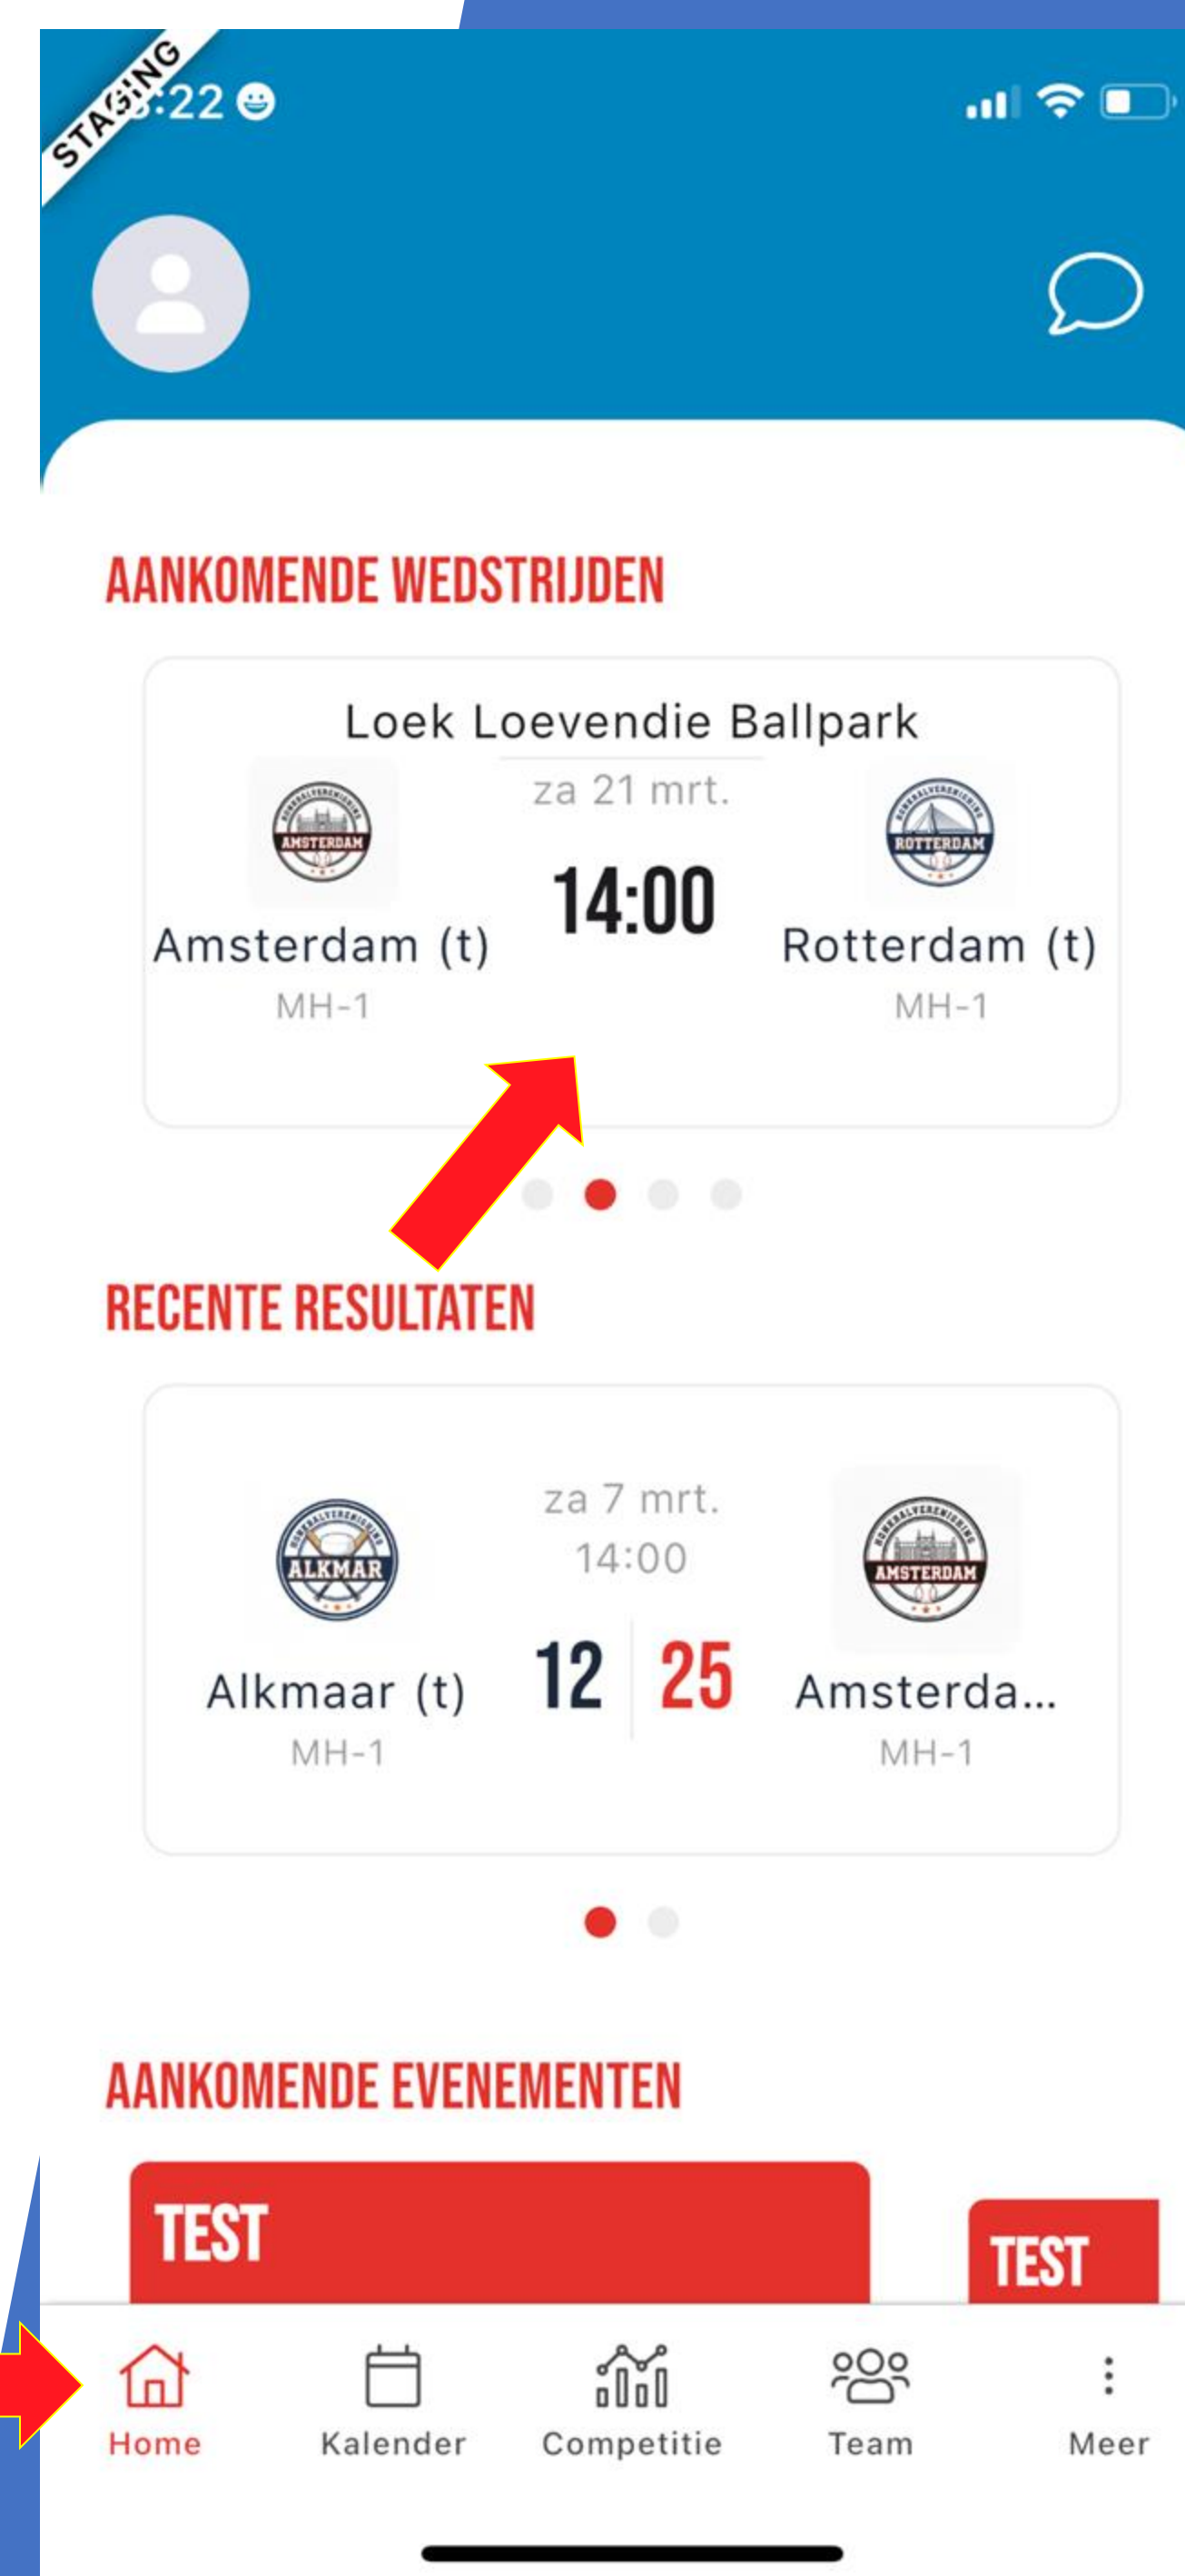 STAGING
:22
AANKOMENDE WEDSTRIJDEN
Loek Loevendie Ballpark
za 21 mrt.
AMSTERDAM
ROTTERDAM
14:00
Amsterdam (t)
Rotterdam (t)
MH-1
MH-1
RECENTE RESULTATEN
za 7 mrt.
14:00
ALKMAR
AMSTERDAM
12
25
Alkmaar (t)
Amsterda...
MH-1
MH-1
AANKOMENDE EVENEMENTEN
TEST
TEST
Home
Kalender
Competitie
Team
Meer